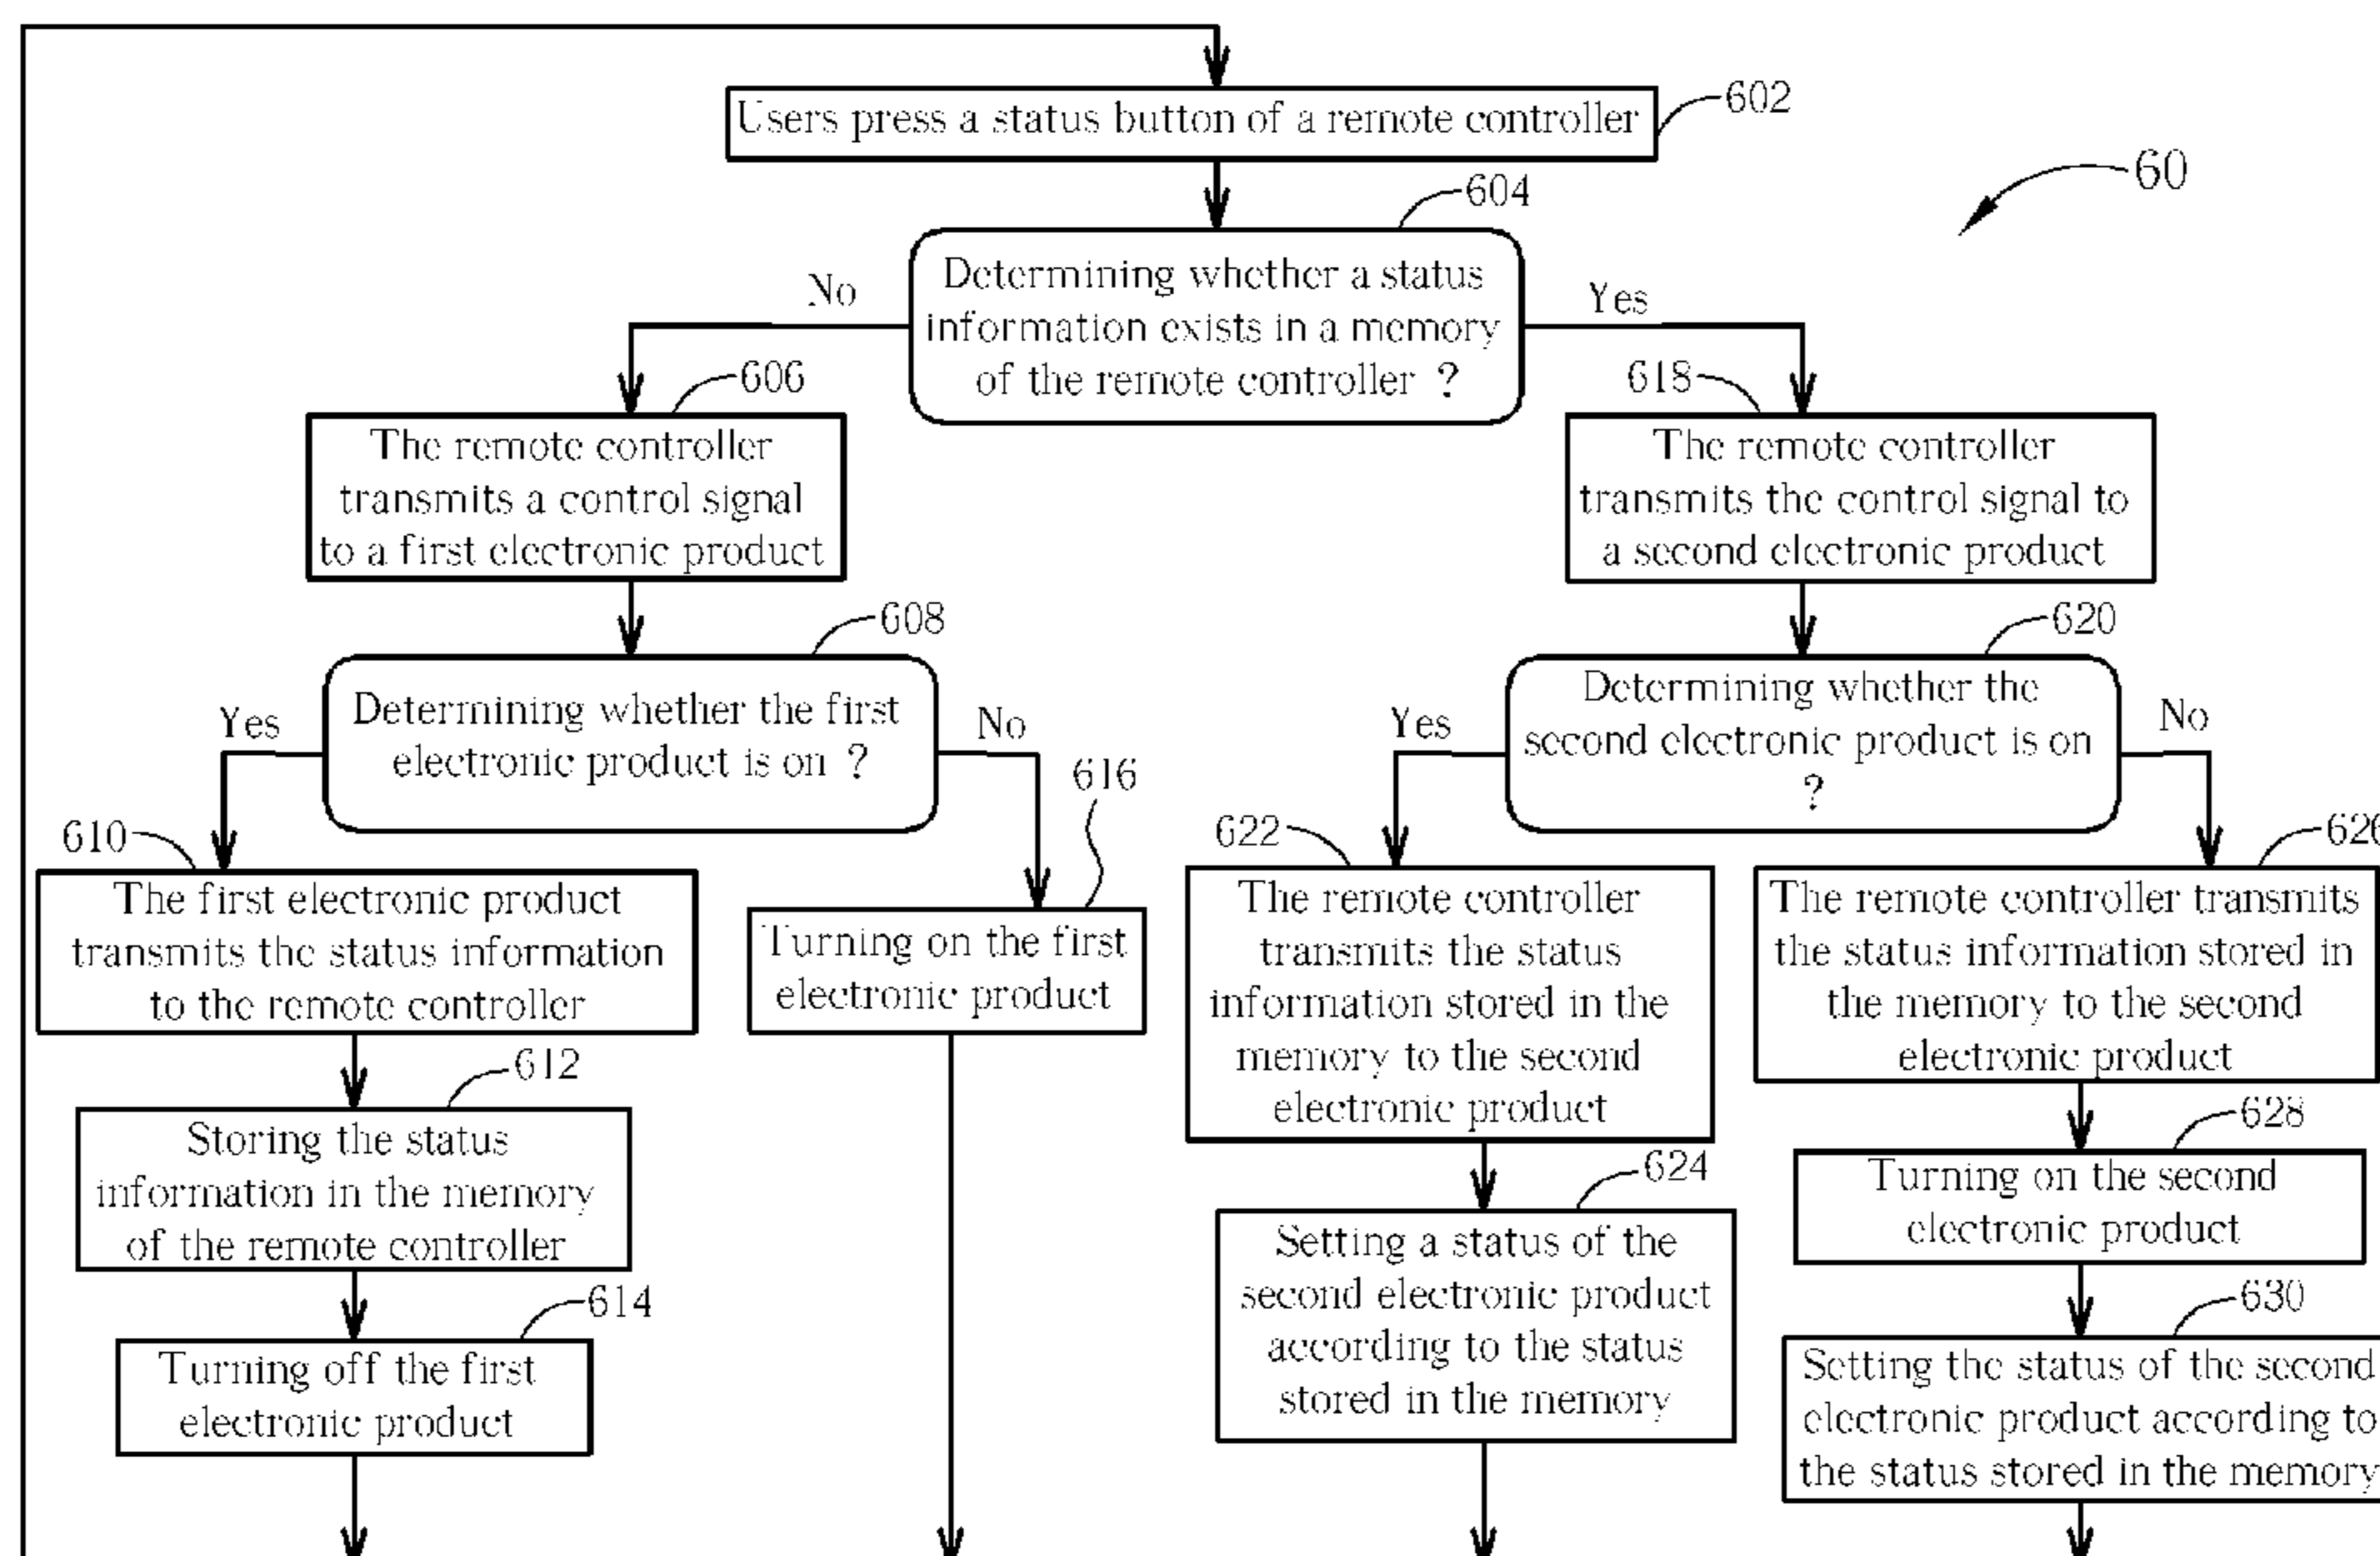 Users press a status button of a remote controller
602
60
604
Determining whether a status
information exists in a memory
of the remote controller ?
No
Yes
606
The remote controller
transmits a control signal
to a first electronic product
618
The remote controller
transmits the control signal to
a second electronic product
608
Determining whether the first
electronic product is on ?
Yes
No
620
Determining whether the
second electronic product is on
?
Yes
No
610
The first electronic product
transmits the status information
to the remote controller
616
Turning on the first
electronic product
622
The remote controller
transmits the status
information stored in the
memory to the second
electronic product
626
The remote controller transmits
the status information stored in
the memory to the second
electronic product
612
Storing the status
information in the memory
of the remote controller
628
Turning on the second
electronic product
624
Setting a status of the
second electronic product
according to the status
stored in the memory
614
Turning off the first
electronic product
630
Setting the status of the second
electronic product according to
the status stored in the memory